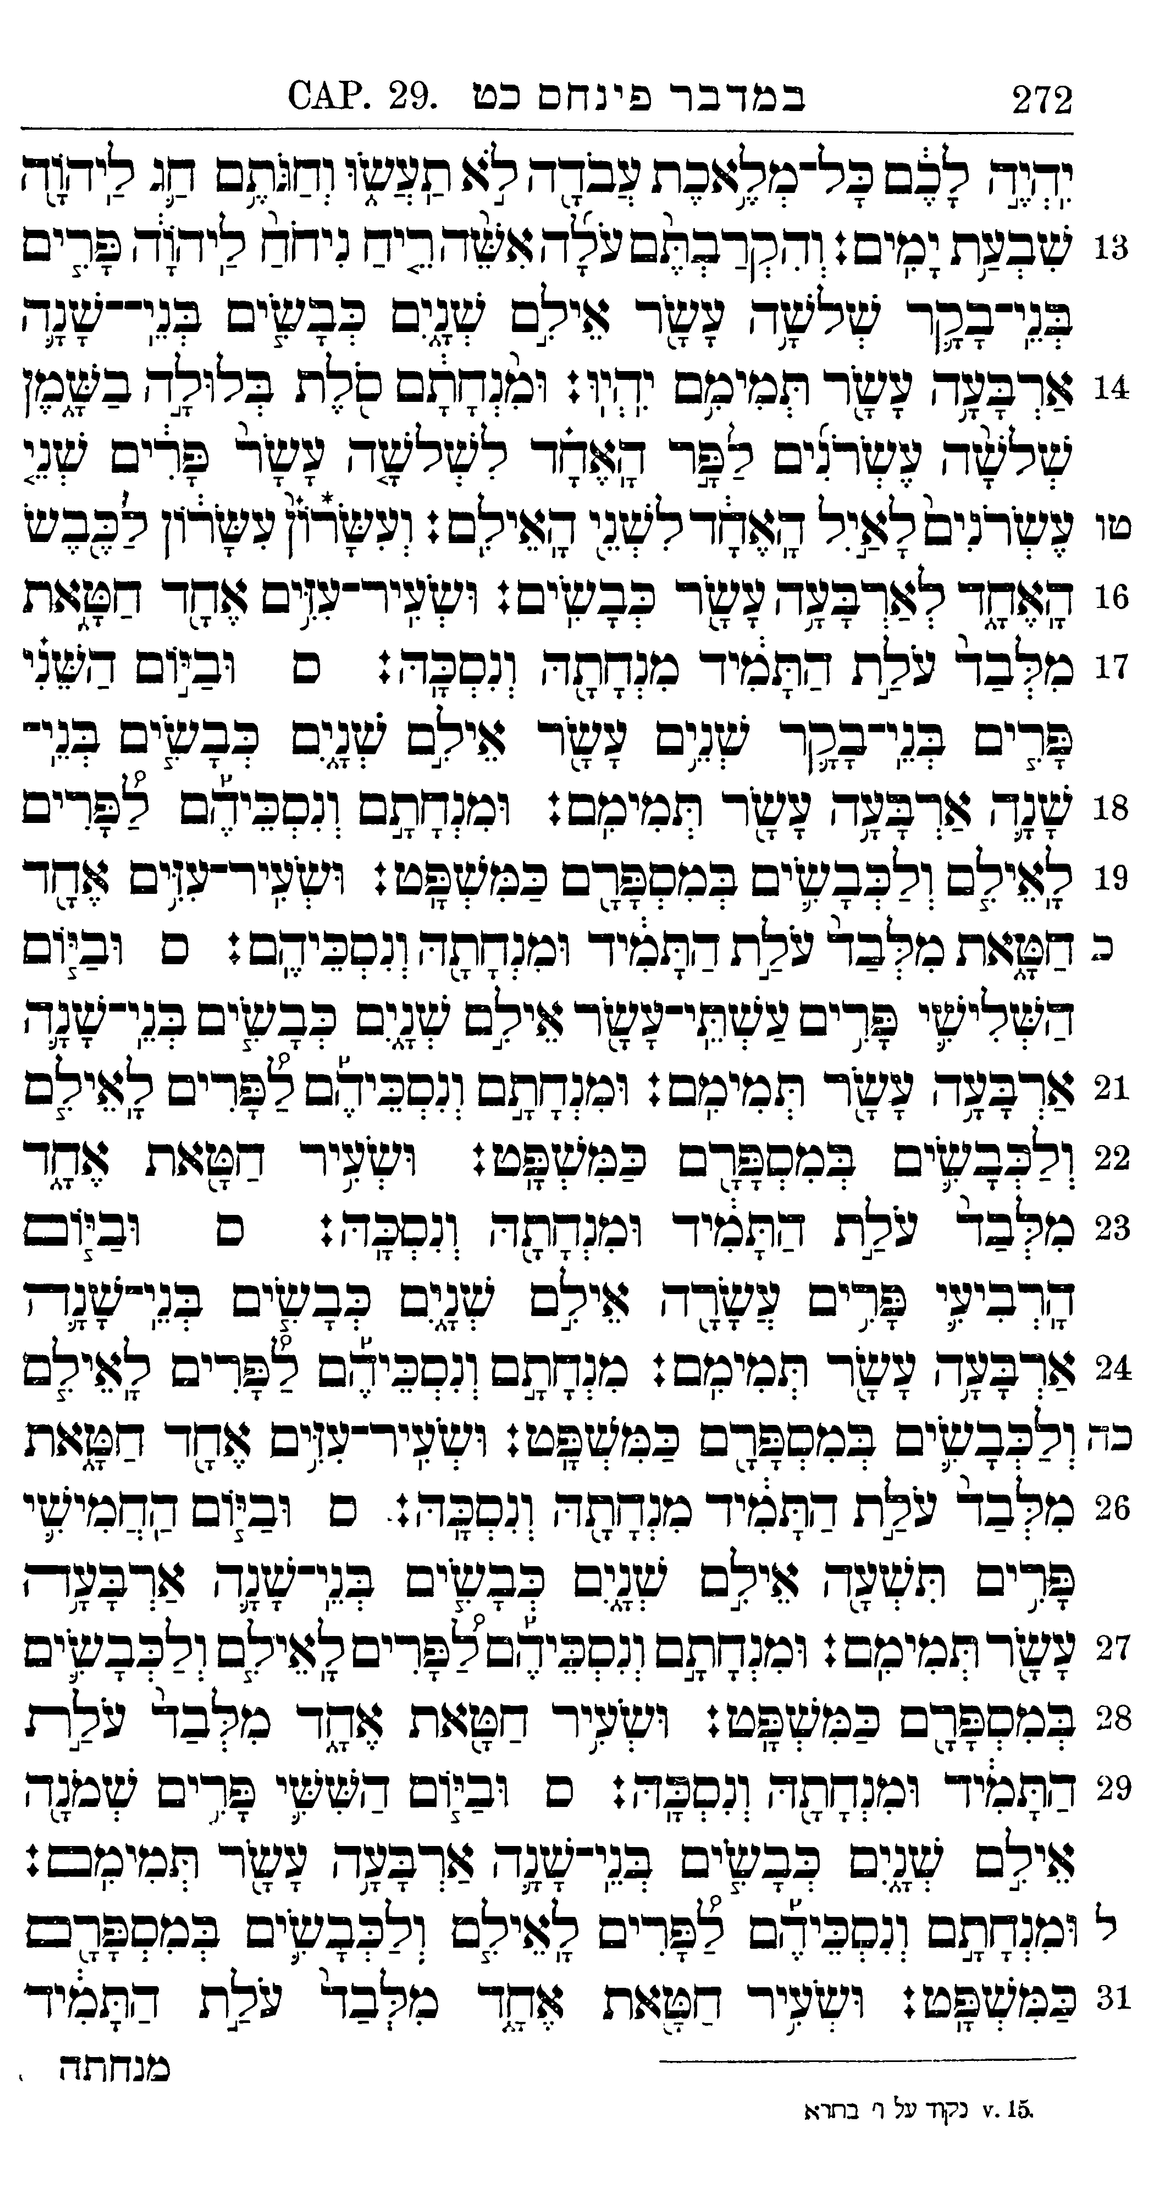 272 במדבר פינחס כט CAP. 29.
יִֽהְיֶ֣ה לָכֶ֔ם כָּל־מְלֶ֥אכֶת עֲבֹדָ֖ה לֹ֣א תַעֲשׂ֑וּ וְחַגֹּתֶ֥ם חַ֛ג לַיהוָ֖ה
13 שִׁבְעַ֥ת יָמִֽים׃ וְהִקְרַבְתֶּ֨ם עֹלָ֜ה אִשֵּׁ֨ה רֵ֤יחַ נִיחֹ֙חַ֙ לַֽיהוָ֔ה פָּרִ֧ים
בְּנֵי־בָקָ֛ר שְׁלֹשָׁ֥ה עָשָׂ֖ר אֵילִ֣ם שְׁנָ֑יִם כְּבָשִׂ֧ים בְּנֵֽי־שָׁנָ֛ה
14 אַרְבָּעָ֥ה עָשָׂ֖ר תְּמִימִ֥ם יִֽהְיֽוּ׃ וּמִ֨נְחָתָ֔ם סֹ֖לֶת בְּלוּלָ֣ה בַשָּׁ֑מֶן
שְׁלֹשָׁ֨ה עֶשְׂרֹנִ֜ים לַפָּ֣ר הָֽאֶחָ֗ד לִשְׁלֹשָׁ֤ה עָשָׂר֙ פָּרִ֔ים שְׁנֵ֤י
טו עֶשְׂרֹנִים֙ לָאַ֣יִל הָֽאֶחָ֔ד לִשְׁנֵ֖י הָאֵילִֽם׃ וְעִשָּׂר֤וֹׄן* עִשָּׂר֔וֹן לַכֶּ֖בֶשׂ
16 הָאֶחָ֑ד לְאַרְבָּעָ֥ה עָשָׂ֖ר כְּבָשִֽׂים׃ וּשְׂעִיר־עִזִּ֥ים אֶחָ֖ד חַטָּ֑את
17 מִלְּבַד֙ עֹלַ֣ת הַתָּמִ֔יד מִנְחָתָ֖הּ וְנִסְכָּֽהּ׃ ס וּבַיּ֣וֹם הַשֵּׁנִ֗י
פָּרִ֧ים בְּנֵי־בָקָ֛ר שְׁנֵ֥ים עָשָׂ֖ר אֵילִ֣ם שְׁנָ֑יִם כְּבָשִׂ֧ים בְּנֵי־
18 שָׁנָ֛ה אַרְבָּעָ֥ה עָשָׂ֖ר תְּמִימִֽם׃ וּמִנְחָתָ֣ם וְנִסְכֵּיהֶ֡ם לַ֠פָּרִים
19 לָאֵילִ֧ם וְלַכְּבָשִׂ֛ים בְּמִסְפָּרָ֖ם כַּמִּשְׁפָּֽט׃ וּשְׂעִיר־עִזִּ֥ים אֶחָ֖ד
כ חַטָּ֑את מִלְּבַד֙ עֹלַ֣ת הַתָּמִ֔יד וּמִנְחָתָ֖הּ וְנִסְכֵּיהֶֽם׃ ס וּבַיּ֧וֹם
הַשְּׁלִישִׁ֛י פָּרִ֥ים עַשְׁתֵּי־עָשָׂ֖ר אֵילִ֣ם שְׁנָ֑יִם כְּבָשִׂ֧ים בְּנֵי־שָׁנָ֛ה
21 אַרְבָּעָ֥ה עָשָׂ֖ר תְּמִימִֽם׃ וּמִנְחָתָ֣ם וְנִסְכֵּיהֶ֡ם לַ֠פָּרִים לָאֵילִ֧ם
22 וְלַכְּבָשִׂ֛ים בְּמִסְפָּרָ֖ם כַּמִּשְׁפָּֽט׃ וּשְׂעִ֥יר חַטָּ֖את אֶחָ֑ד
23 מִלְּבַד֙ עֹלַ֣ת הַתָּמִ֔יד וּמִנְחָתָ֖הּ וְנִסְכָּֽהּ׃ ס וּבַיּ֧וֹם
הָרְבִיעִ֛י פָּרִ֥ים עֲשָׂרָ֖ה אֵילִ֣ם שְׁנָ֑יִם כְּבָשִׂ֧ים בְּנֵֽי־שָׁנָ֛ה
24 אַרְבָּעָ֥ה עָשָׂ֖ר תְּמִימִֽם׃ מִנְחָתָ֣ם וְנִסְכֵּיהֶ֡ם לַ֠פָּרִים לָאֵילִ֧ם
כה וְלַכְּבָשִׂ֛ים בְּמִסְפָּרָ֖ם כַּמִּשְׁפָּֽט׃ וּשְׂעִיר־עִזִּ֥ים אֶחָ֖ד חַטָּ֑את
26 מִלְּבַד֙ עֹלַ֣ת הַתָּמִ֔יד מִנְחָתָ֖הּ וְנִסְכָּֽהּ׃ ס וּבַיּ֧וֹם הַחֲמִישִׁ֛י
פָּרִ֥ים תִּשְׁעָ֖ה אֵילִ֣ם שְׁנָ֑יִם כְּבָשִׂ֧ים בְּנֵֽי־שָׁנָ֛ה אַרְבָּעָ֥ה
27 עָשָׂ֖ר תְּמִימִֽם׃ וּמִנְחָתָ֣ם וְנִסְכֵּיהֶ֡ם לַ֠פָּרִים לָאֵילִ֧ם וְלַכְּבָשִׂ֛ים
28 בְּמִסְפָּרָ֖ם כַּמִּשְׁפָּֽט׃ וּשְׂעִ֥יר חַטָּ֖את אֶחָ֑ד מִלְּבַד֙ עֹלַ֣ת
29 הַתָּמִ֔יד וּמִנְחָתָ֖הּ וְנִסְכָּֽהּ׃ ס וּבַיּ֧וֹם הַשִּׁשִּׁ֛י פָּרִ֥ים שְׁמֹנָ֖ה
אֵילִ֣ם שְׁנָ֑יִם כְּבָשִׂ֧ים בְּנֵי־שָׁנָ֛ה אַרְבָּעָ֥ה עָשָׂ֖ר תְּמִימִֽם׃
ל וּמִנְחָתָ֣ם וְנִסְכֵּיהֶ֡ם לַ֠פָּרִים לָאֵילִ֧ם וְלַכְּבָשִׂ֛ים בְּמִסְפָּרָ֖ם
31 כַּמִּשְׁפָּֽט׃ וּשְׂעִ֥יר חַטָּ֖את אֶחָ֑ד מִלְּבַד֙ עֹלַ֣ת הַתָּמִ֔יד
מנחתה
v. 15. נקוד על ו׳ בתרא